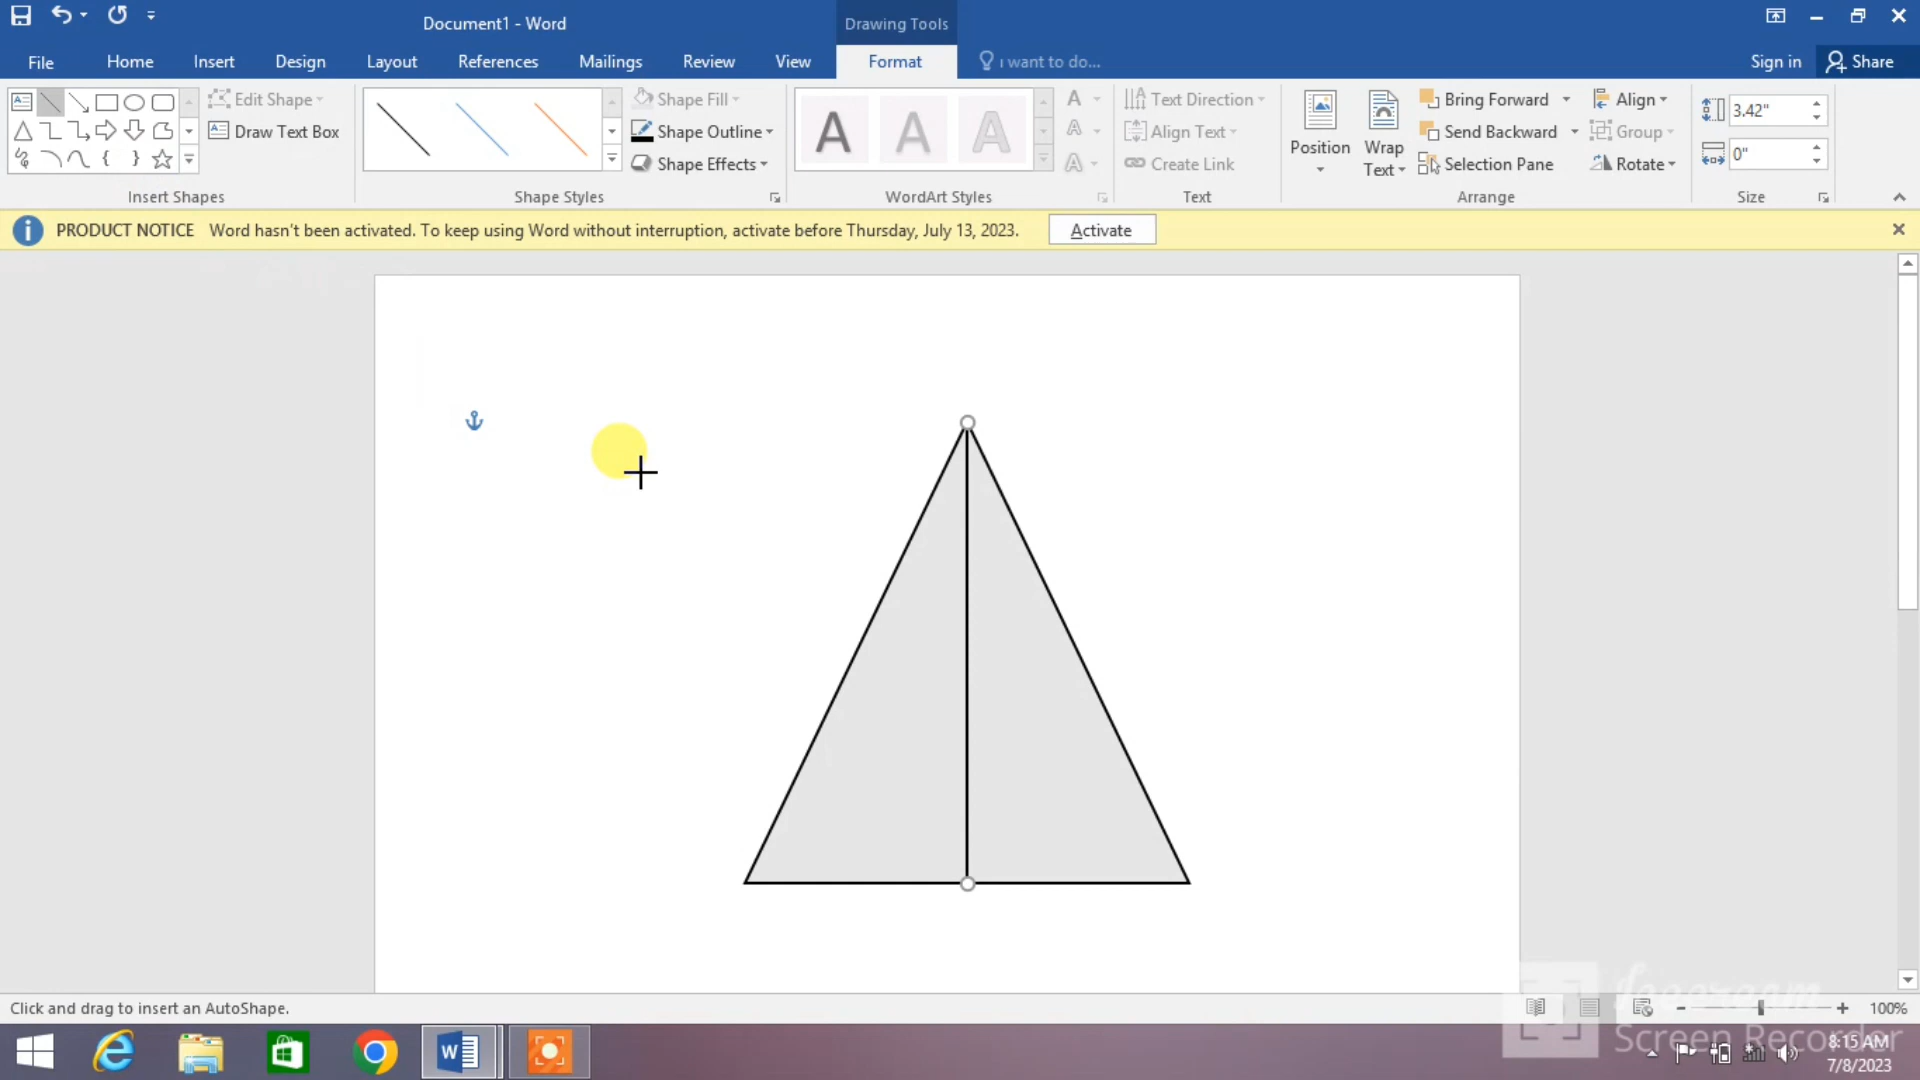 Document1 - Word
Drawing Tools
File
Home
Insert
Design
Layout
References
Mailings
Review
View
Format
I want to do...
Sign in
Share
Edit Shape
Draw Text Box
Insert Shapes
Shape Fill
Shape Outline
Shape Effects
Shape Styles
A A A
A
A
A
WordArt Styles
Text Direction
Align Text
Create Link
Text
Position
Wrap
Text
Bring Forward
Send Backward
Selection Pane
Align
Group
Rotate
Arrange
3.42"
0"
Size
PRODUCT NOTICE Word hasn't been activated. To keep using Word without interruption, activate before Thursday, July 13, 2023.
Activate
Click and drag to insert an AutoShape.
100%
Screen Recorder
8:15 AM
7/8/2023